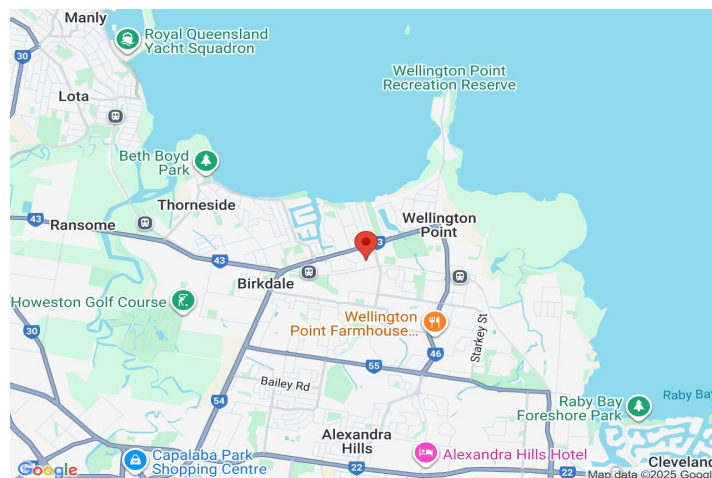 Manly
Royal Queensland
Yacht Squadron
30
Wellington Point
Recreation Reserve
Lota
Beth Boyd
Park
Thorneside
43
Ransome
Wellington
Point
3
43
Birkdale
Howeston Golf Course
Wellington
Point Farmhouse...
30
Starkey St
46
55
Bailey Rd
54
Raby Bay
Raby Bay
Foreshore Park
Alexandra
Hills
Capalaba Park
Shopping Centre
Alexandra Hills Hotel
22
22
Cleveland
Google
Map data ©2025 Google